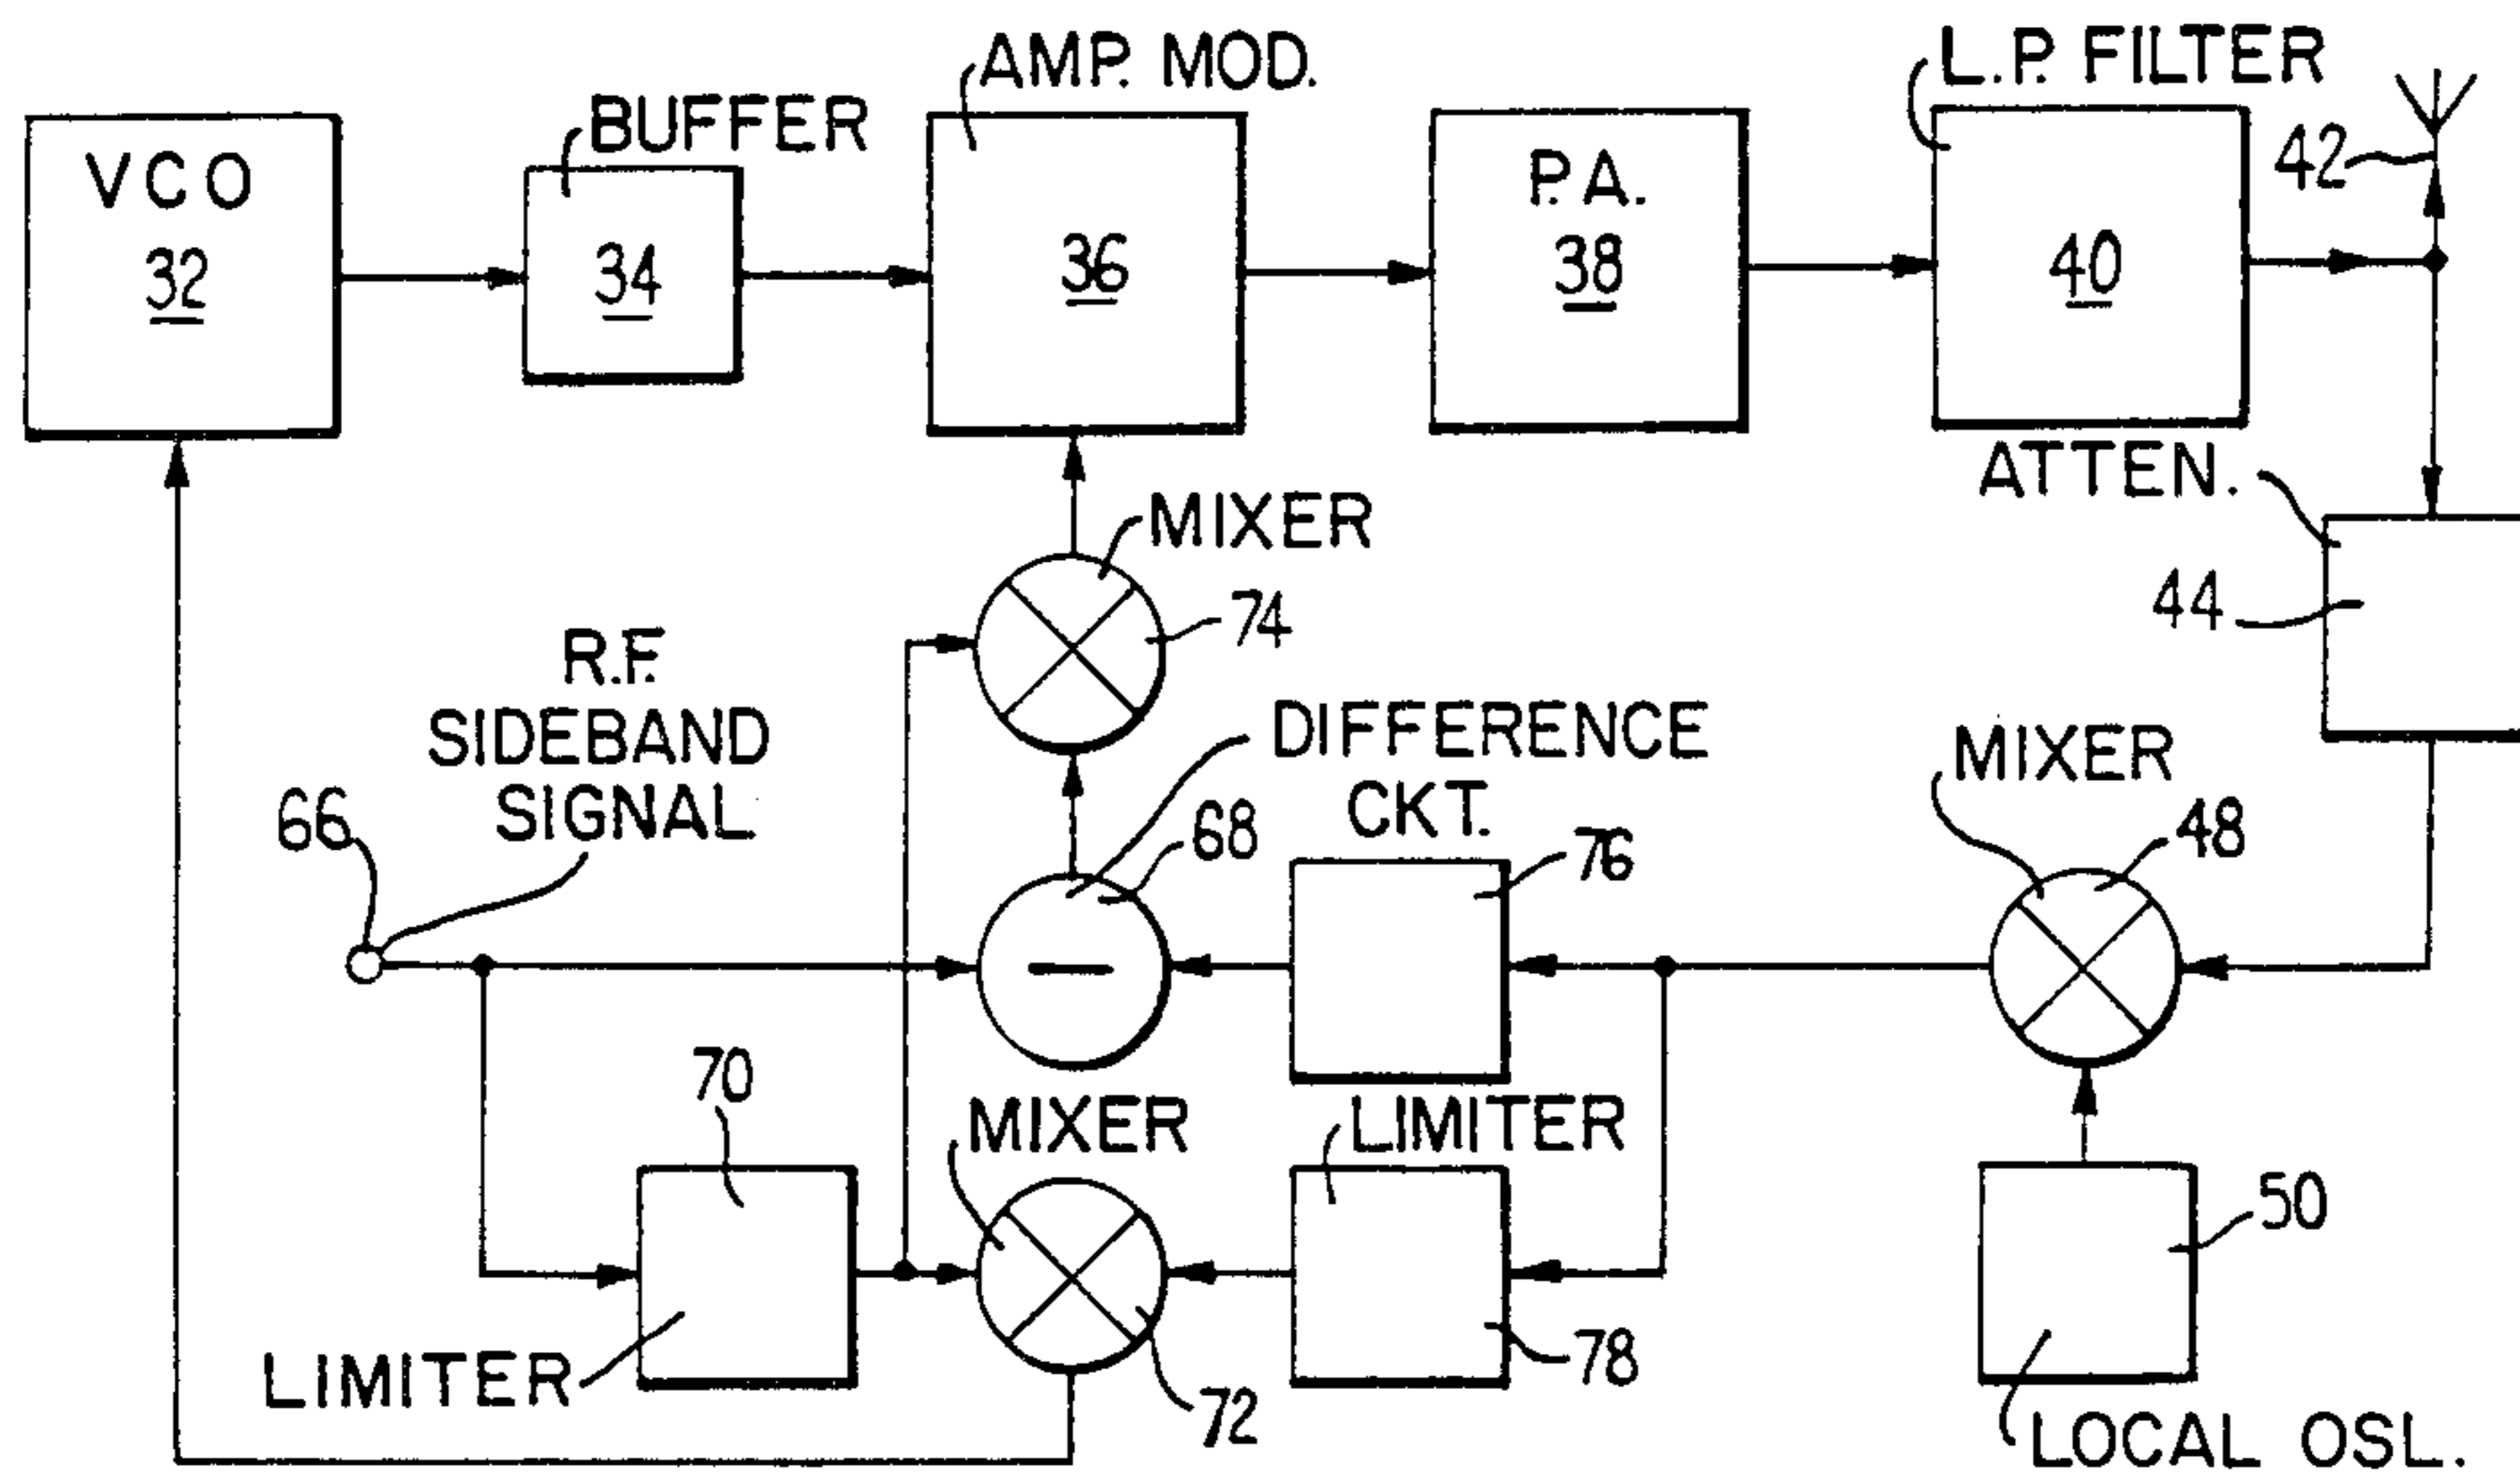 AMP. MOD.
L.P. FILTER
BUFFER
VCO
32
34
36
P.A.
38
40
42
ATTEN.
44
MIXER
74
R.F.
SIDEBAND
SIGNAL
66
DIFFERENCE
CKT.
68
76
MIXER
48
70
MIXER
LIMITER
50
LIMITER
72
78
LOCAL OSL.